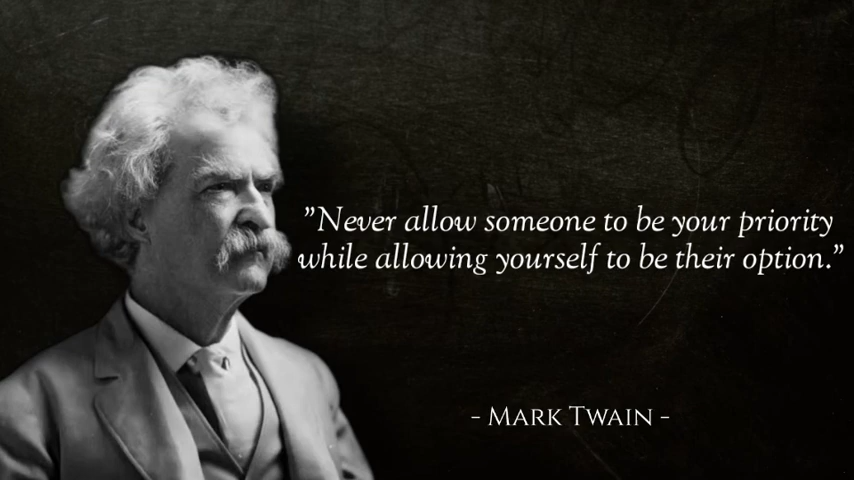 ”Never allow someone to be your priority
while allowing yourself to be their option.”
- Mark Twain -